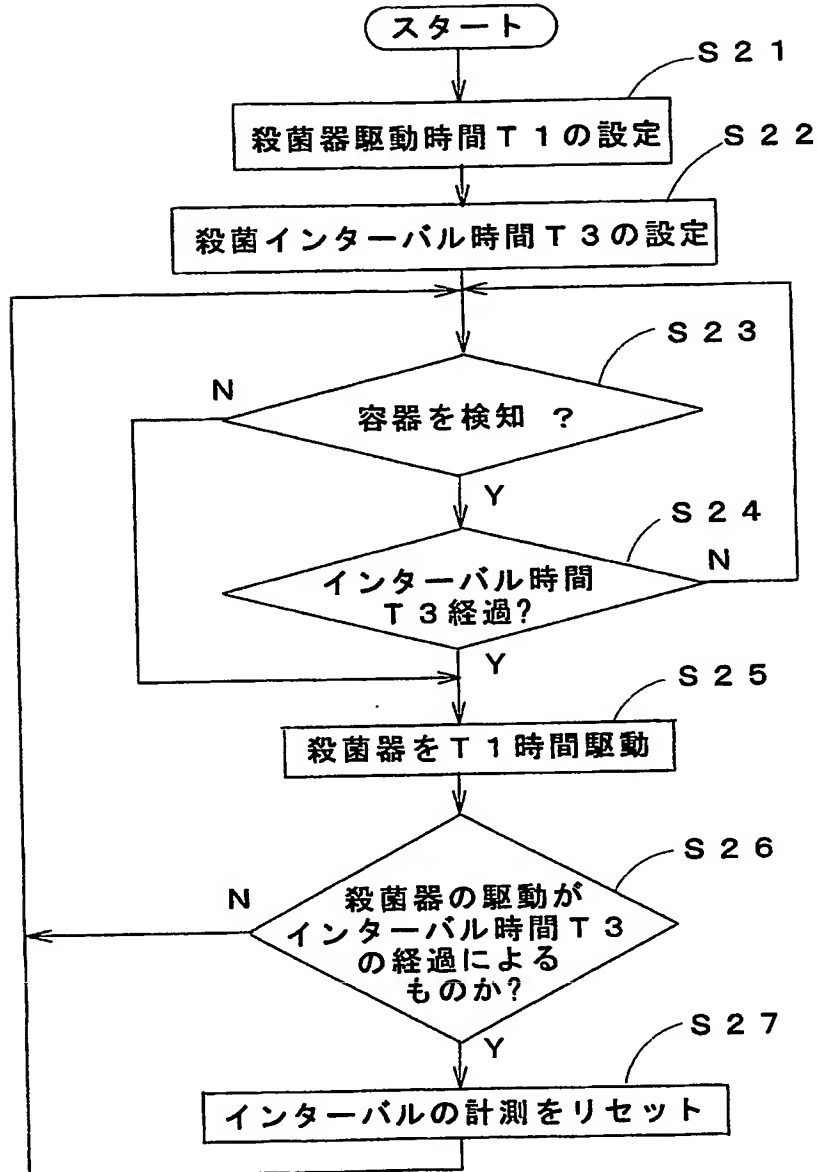 スタート
S21
殺菌器駆動時間T1の設定
S22
殺菌インターバル時間T3の設定
S23
N
容器を検知 ?
Y
S24
インターバル時間
T3経過?
N
Y
S25
殺菌器をT1時間駆動
S26
N
殺菌器の駆動が
インターバル時間T3
の経過による
ものか?
Y
S27
インターバルの計測をリセット